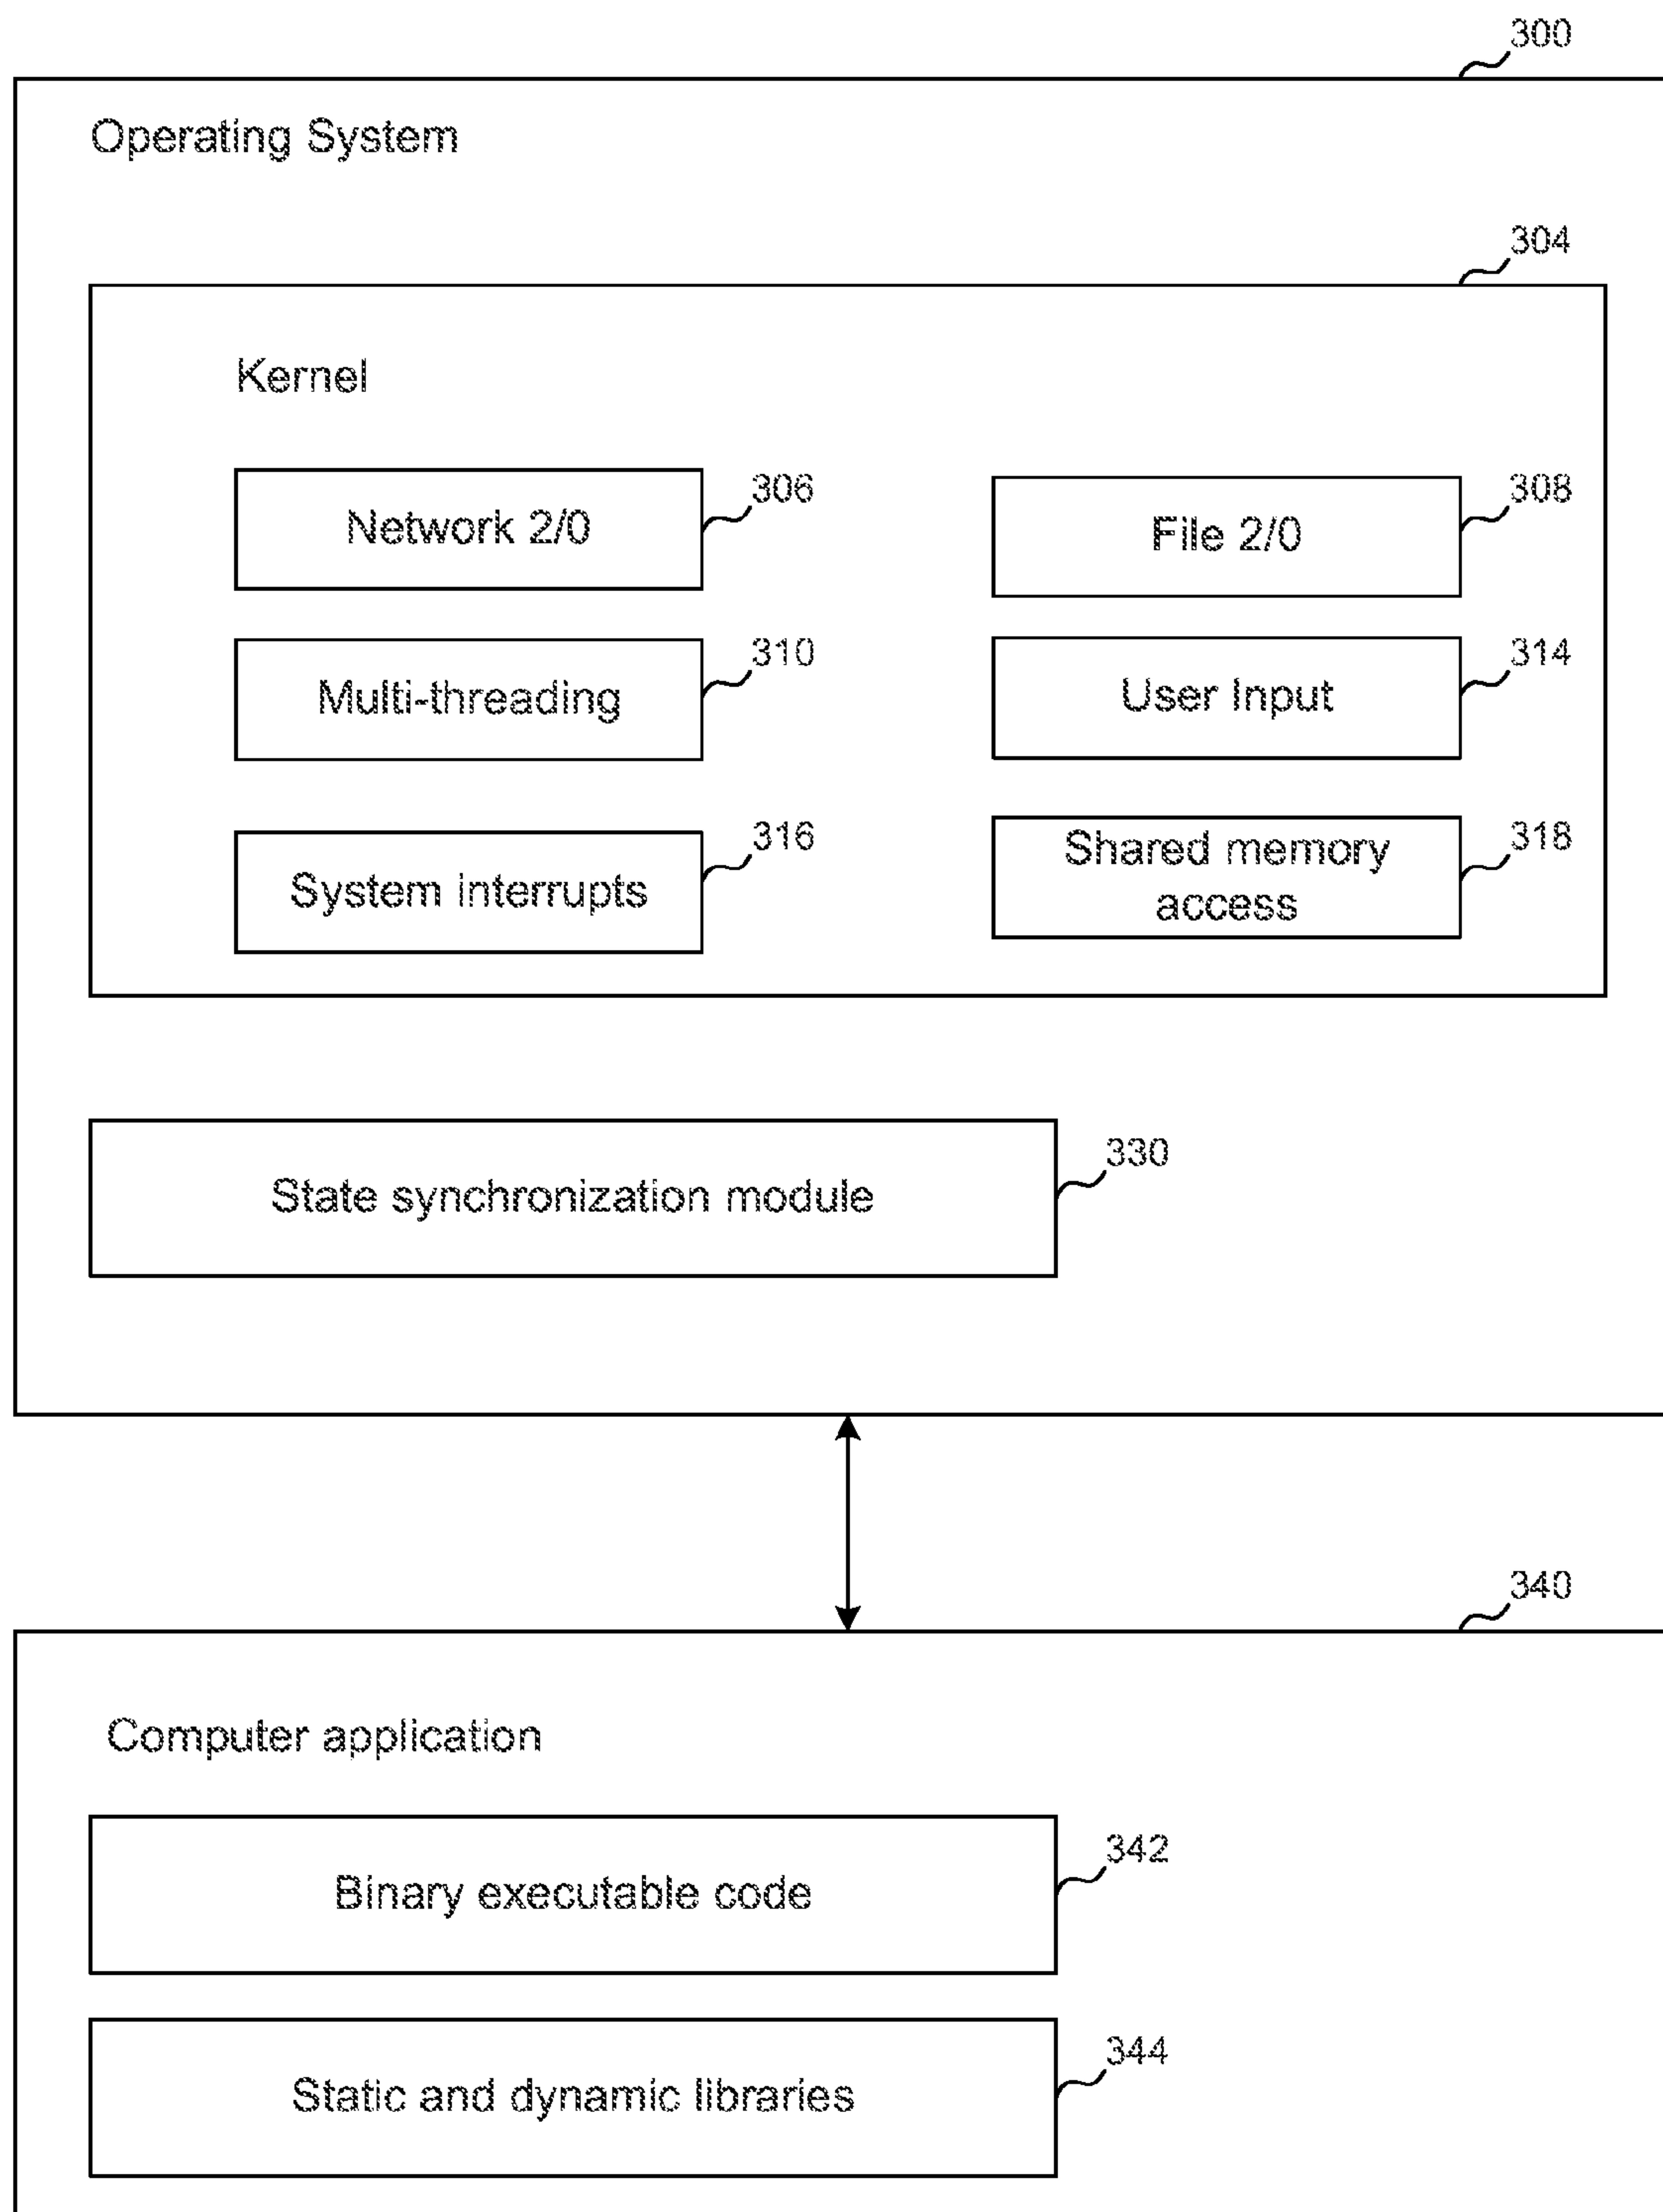 300
Operating System
304
Kernel
Network 2/0
306
File 2/0
308
Multi-threading
310
User Input
314
System interrupts
316
Shared memory
access
318
State synchronization module
330
340
Computer application
Binary executable code
342
Static and dynamic libraries
344